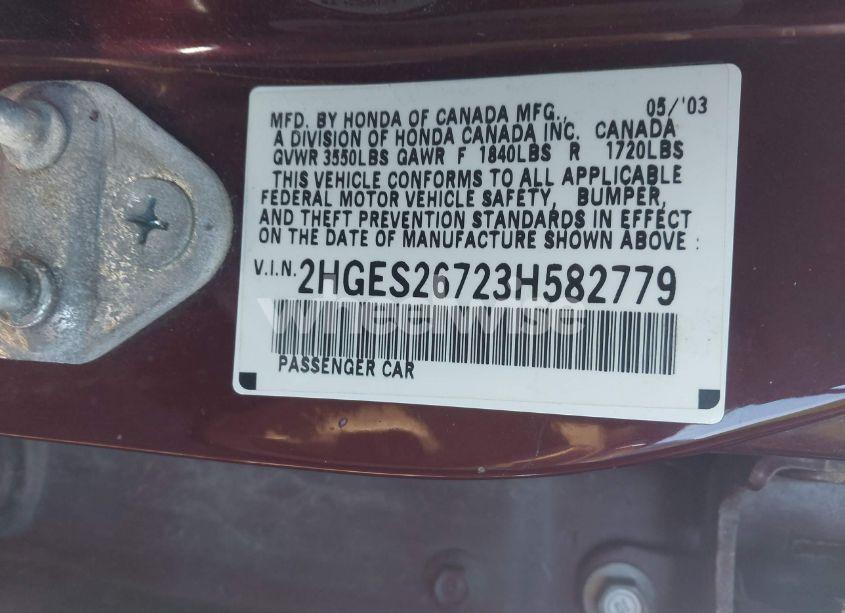 MFD. BY HONDA OF CANADA MFG., 05/'03
A DIVISION OF HONDA CANADA INC. CANADA
GVWR 3550LBS GAWR F 1840LBS R 1720LBS
THIS VEHICLE CONFORMS TO ALL APPLICABLE
FEDERAL MOTOR VEHICLE SAFETY, BUMPER,
AND THEFT PREVENTION STANDARDS IN EFFECT
ON THE DATE OF MANUFACTURE SHOWN ABOVE :
V.I.N. 2HGES26723H582779
wheelwise
PASSENGER CAR